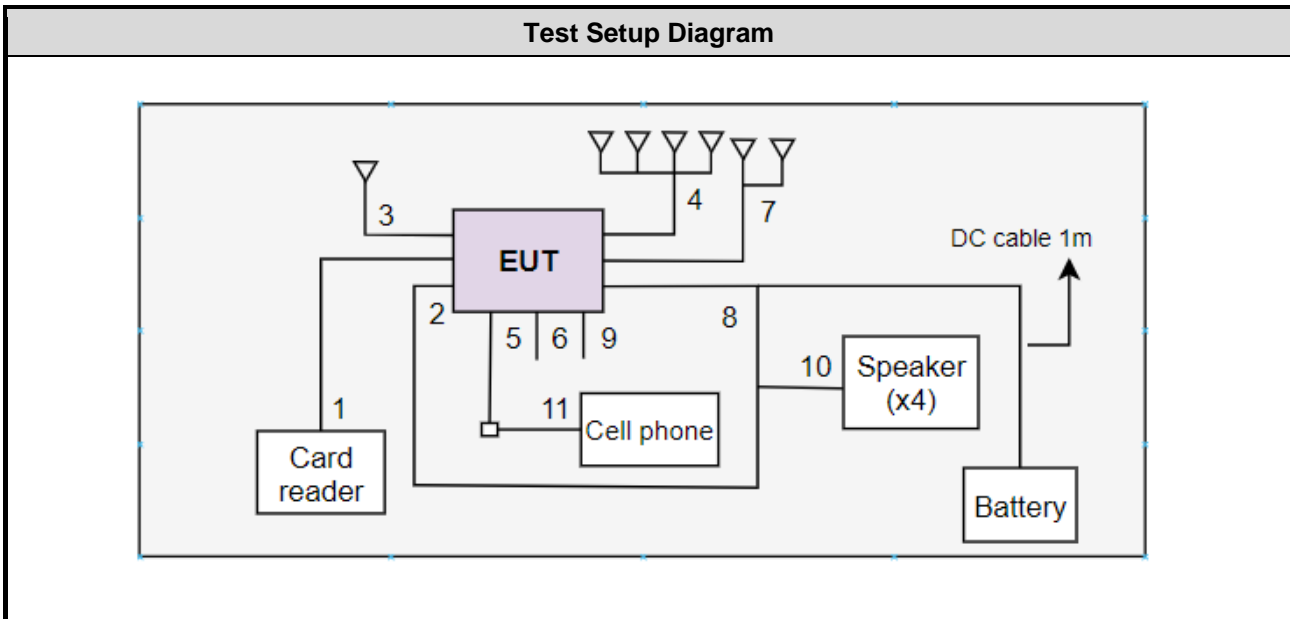 Test Setup Diagram
3
4
7
EUT
DC cable 1m
2
5
6
9
8
10
Speaker
(x4)
1
11
Cell phone
Card
reader
Battery